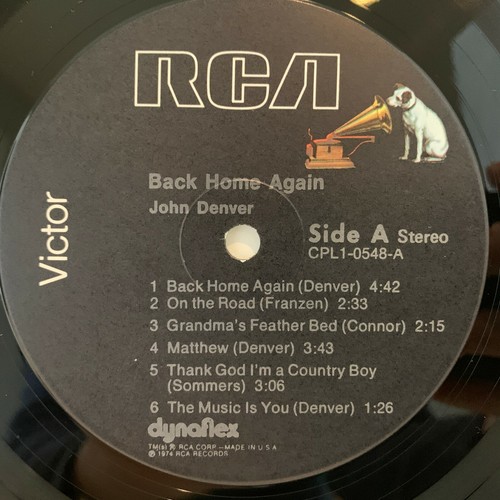 RCA
Victor
Back Home Again
John Denver
Side A Stereo
CPL1-0548-A
1 Back Home Again (Denver) 4:42
2 On the Road (Franzen) 2:33
3 Grandma's Feather Bed (Connor) 2:15
4 Matthew (Denver) 3:43
5 Thank God I'm a Country Boy
(Sommers) 3:06
6 The Music Is You (Denver) 1:26
dynaflex
TM(s) ® RCA CORP.—MADE IN U.S.A.
℗ 1974 RCA RECORDS